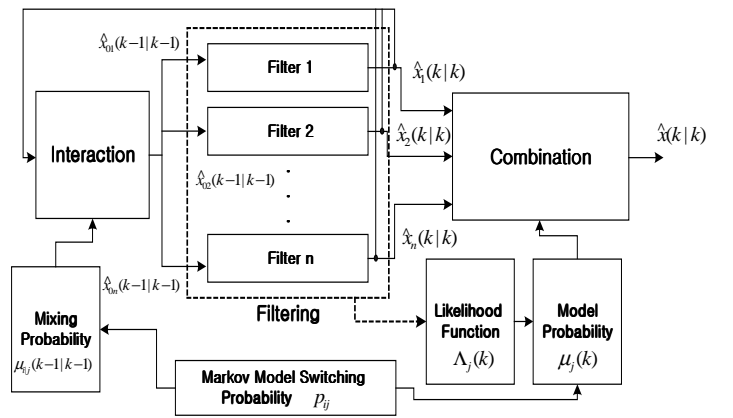 x̂₀₁(k−1|k−1)
Filter 1
x̂₁(k|k)
Filter 2
x̂₂(k|k)
Interaction
x̂₀₂(k−1|k−1)
Combination
x̂(k|k)
Filter n
x̂ₙ(k|k)
x̂₀ₙ(k−1|k−1)
Filtering
Mixing
Probability
μᵢ|ⱼ(k−1|k−1)
Likelihood
Function
Λⱼ(k)
Model
Probability
μⱼ(k)
Markov Model Switching
Probability pᵢⱼ